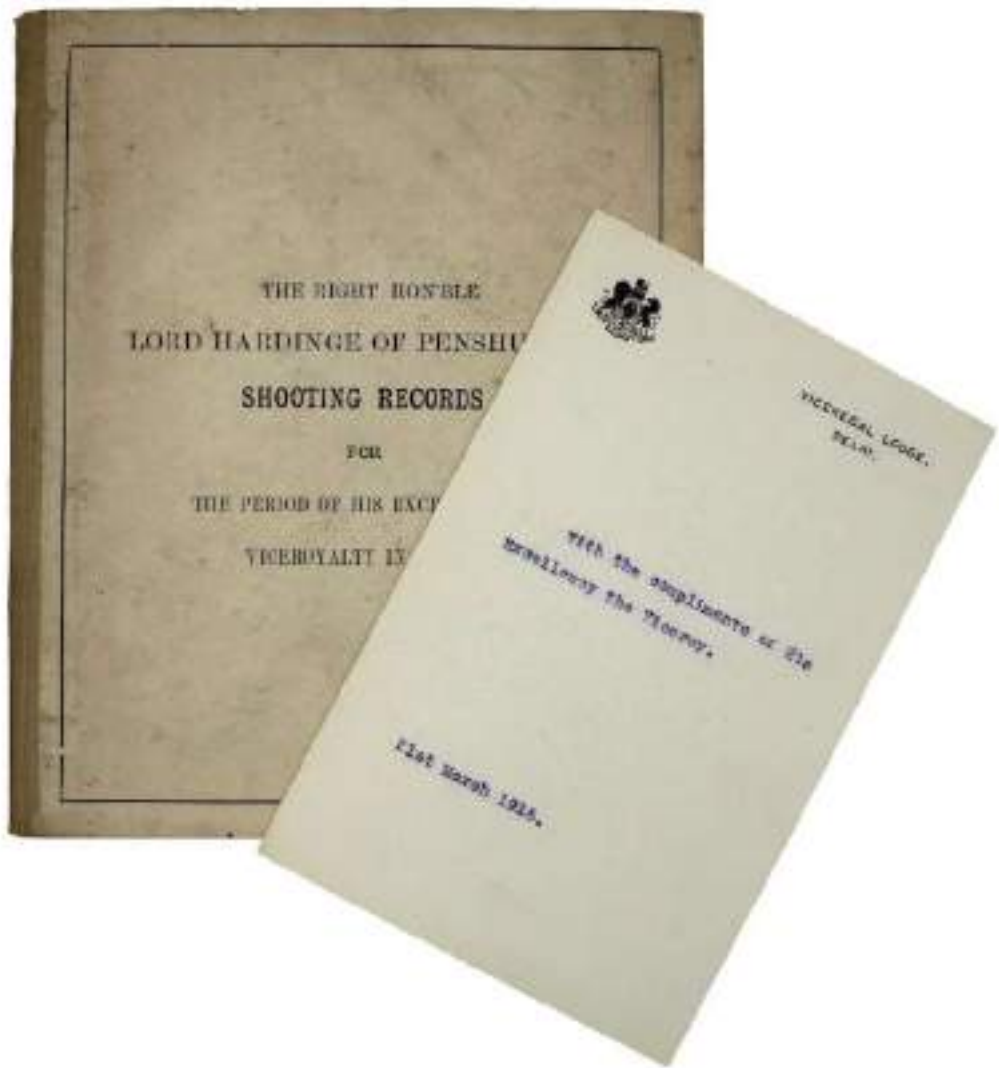 THE RIGHT HON'BLE
LORD HARDINGE OF PENSHU
SHOOTING RECORDS
FOR
THE PERIOD OF HIS EXCE
VICEROYALTY IN
VICEREGAL LODGE,
DELHI.
With the compliments of His
Excellency the Viceroy.
21st March 1916.